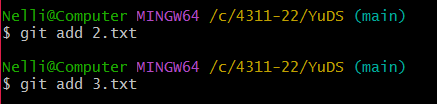 Nelli@Computer MINGW64 /c/4311-22/YuDS (main)
$ git add 2.txt
Nelli@Computer MINGW64 /c/4311-22/YuDS (main)
$ git add 3.txt